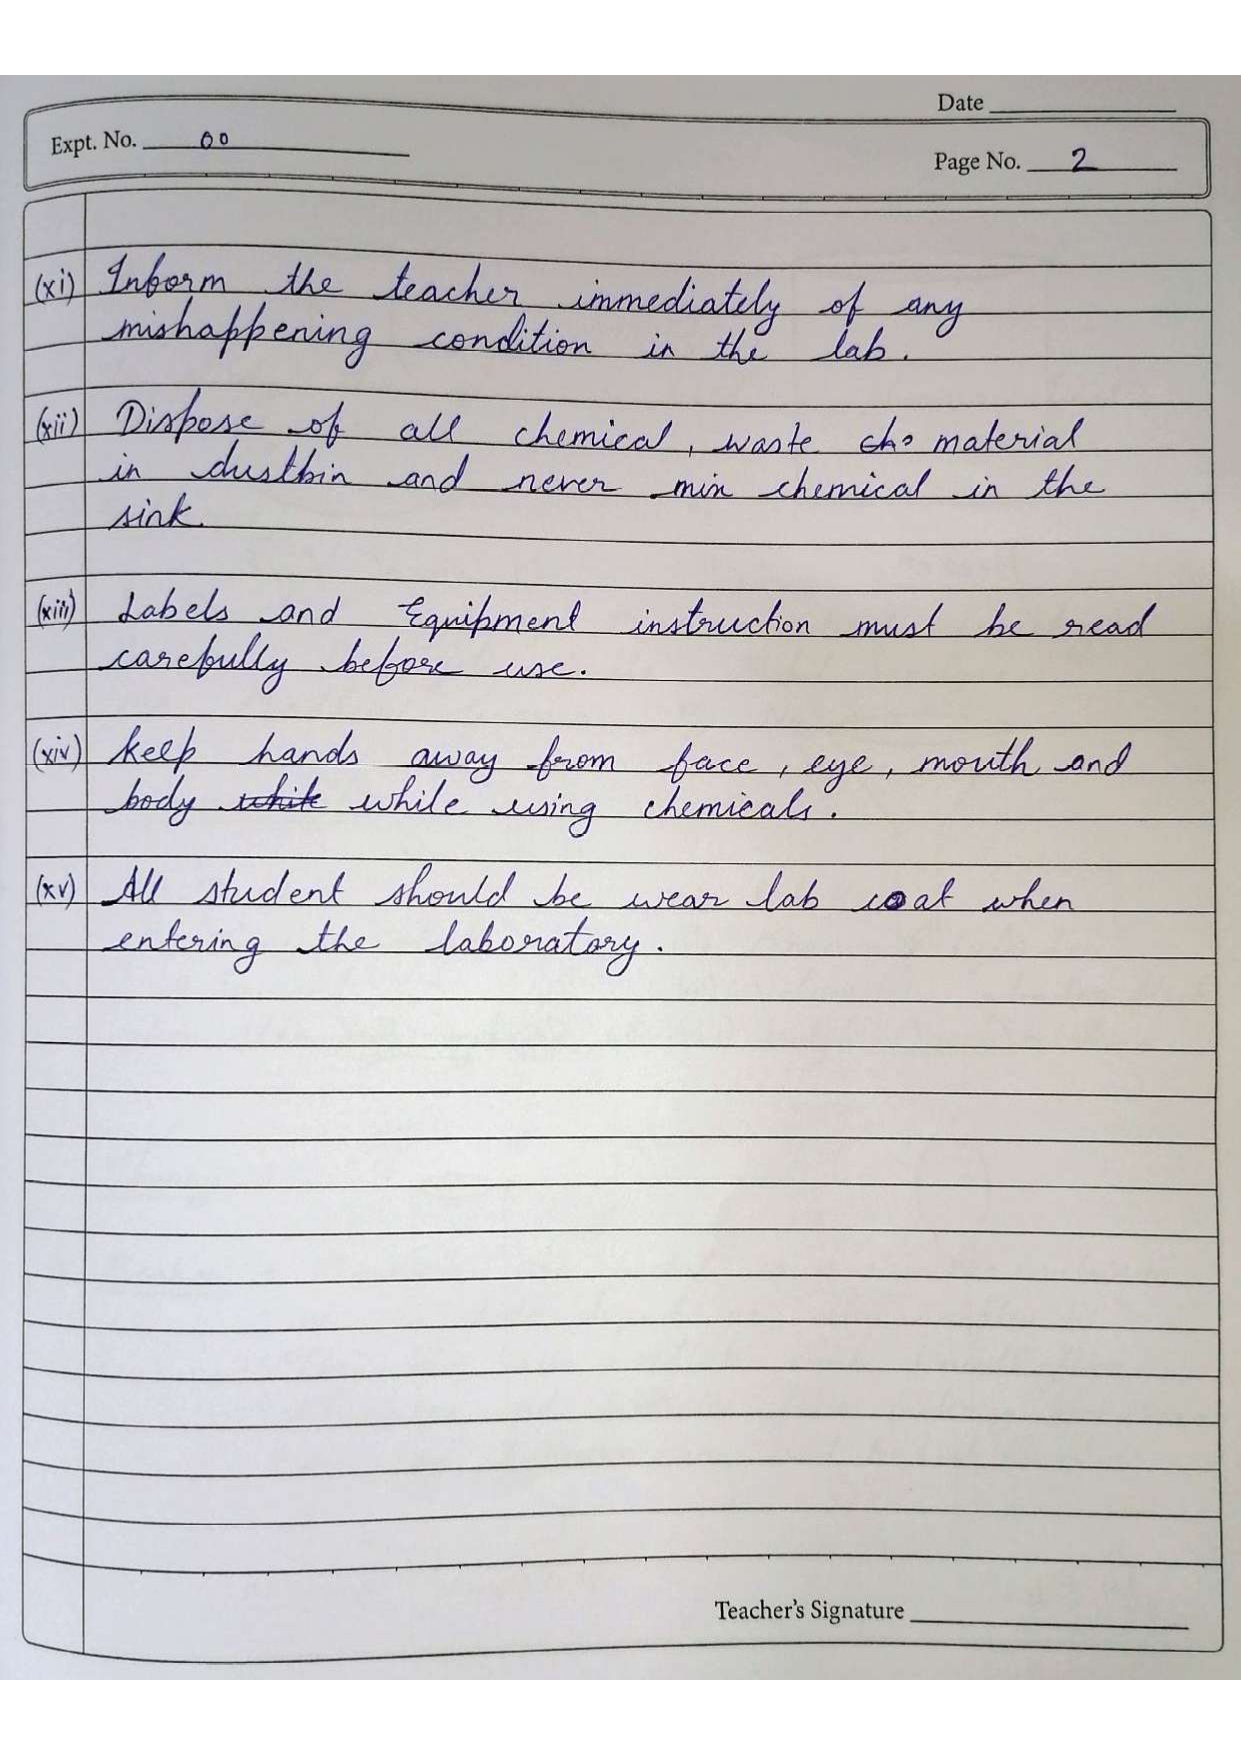 Date
Expt. No. 00
Page No. 2
(xi) Inform the teacher immediately of any
mishappening condition in the lab.
(xii) Dispose of all chemical, waste material
in dustbin and never mix chemical in the
sink.
(xiii) Labels and Equipment instruction must be read
carefully before use.
(xiv) Keep hands away from face, eye, mouth and
body white while using chemicals.
(xv) All student should be wear lab coat when
entering the laboratory.
Teacher's Signature